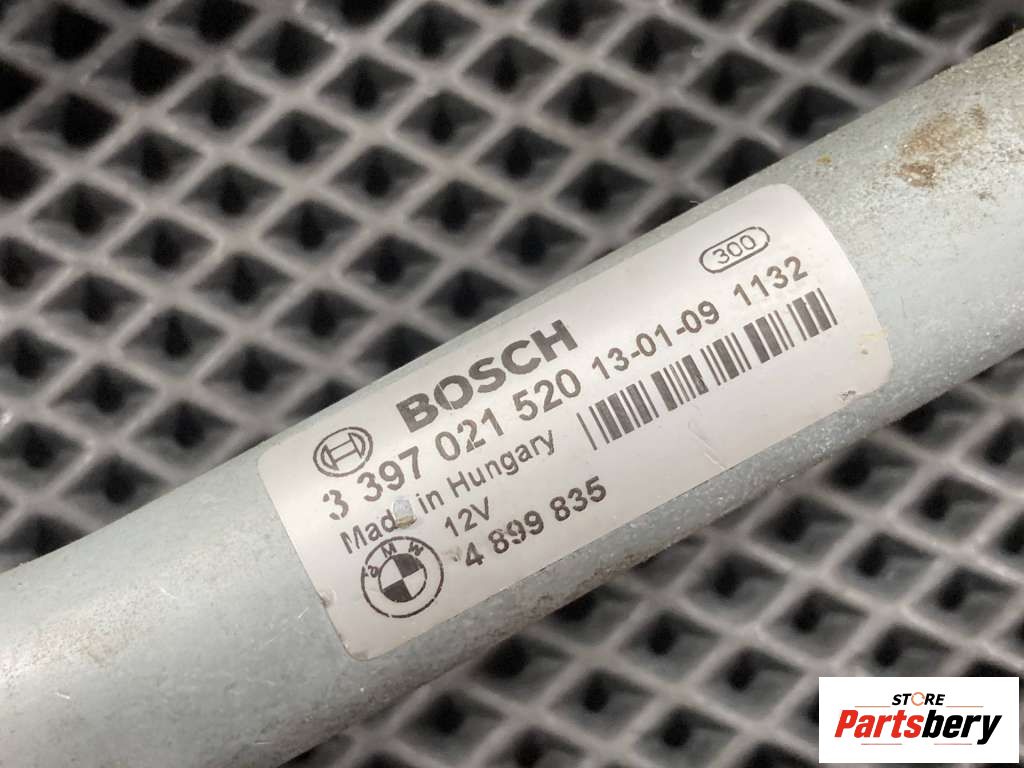 300
BOSCH
3 397 021 520 13-01-09 1132
Made in Hungary
12V
BMW
4 899 835
STORE
Partsbery